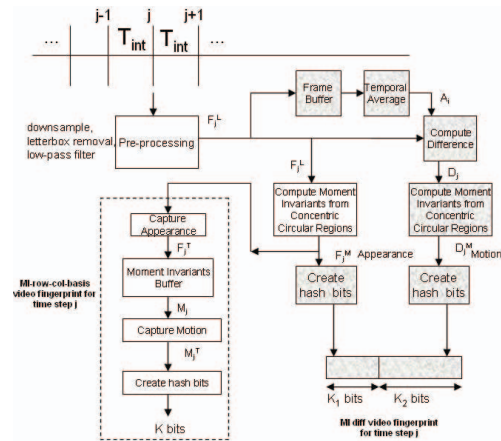 j-1 j j+1
... T_int T_int ...
Frame
Buffer
Temporal
Average
A_i
F_j^L
downsample,
letterbox removal,
low-pass filter
Pre-processing
Compute
Difference
F_j^L
D_j
Capture
Appearance
Compute Moment
Invariants from
Concentric
Circular Regions
Compute Moment
Invariants from
Concentric
Circular Regions
F_j^T
F_j^M Appearance
D_j^M Motion
Moment Invariants
Buffer
Create
hash bits
Create
hash bits
MI-row-col-basis
video fingerprint for
time step j
M_j
Capture Motion
M_j^T
Create hash bits
K bits
K_1 bits
K_2 bits
MI diff video fingerprint
for time step j